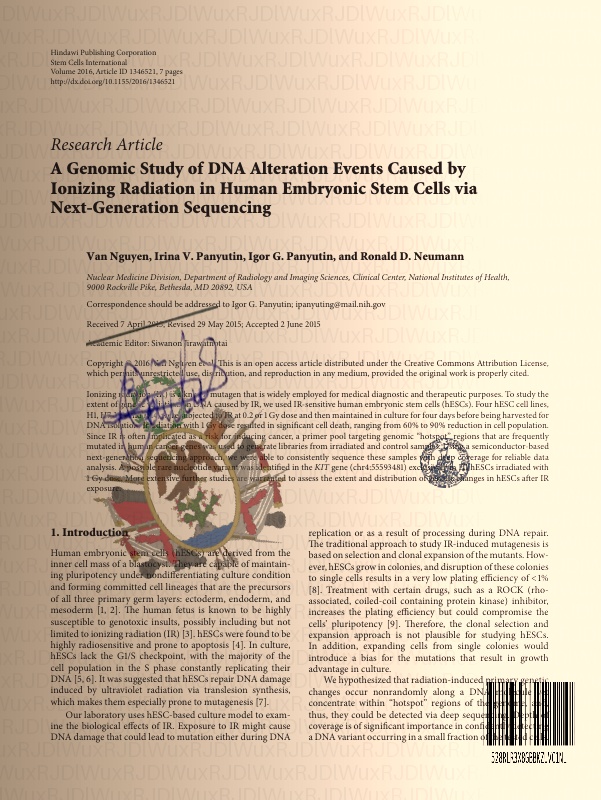 Hindawi Publishing Corporation
Stem Cells International
Volume 2016, Article ID 1346521, 7 pages
http://dx.doi.org/10.1155/2016/1346521
Research Article
A Genomic Study of DNA Alteration Events Caused by
Ionizing Radiation in Human Embryonic Stem Cells via
Next-Generation Sequencing
Van Nguyen, Irina V. Panyutin, Igor G. Panyutin, and Ronald D. Neumann
Nuclear Medicine Division, Department of Radiology and Imaging Sciences, Clinical Center, National Institutes of Health,
9000 Rockville Pike, Bethesda, MD 20892, USA
Correspondence should be addressed to Igor G. Panyutin; ipanyuting@mail.nih.gov
Received 7 April 2015; Revised 29 May 2015; Accepted 2 June 2015
Academic Editor: Siwanon Jirawatnotai
Copyright © 2016 Van Nguyen et al. This is an open access article distributed under the Creative Commons Attribution License,
which permits unrestricted use, distribution, and reproduction in any medium, provided the original work is properly cited.
Ionizing radiation (IR) is a known mutagen that is widely employed for medical diagnostic and therapeutic purposes. To study the
extent of genetic variations in DNA caused by IR, we used IR-sensitive human embryonic stem cells (hESCs). Four hESC cell lines,
H1, H7, subjected to IR at 0.2 or 1 Gy dose and then maintained in culture for four days before being harvested for
DNA isolation. Irradiation with 1 Gy dose resulted in significant cell death, ranging from 60% to 90% reduction in cell population.
Since IR is often implicated as a inducing cancer, a primer pool targeting genomic "hotspot" regions that are frequently
mutated in human cancer was used to generate libraries from irradiated and control samples. semiconductor-based
next-generation sequencing approach, we were able to consistently sequence these samples with deep coverage for reliable data
analysis. A possible rare nucleotide variant was identified in the KIT gene (chr4:55593481) exclusively in H1 hESCs irradiated with
1 Gy dose. More extensive further studies are warranted to assess the extent and distribution of genetic changes in hESCs after IR
exposure.
1. Introduction
Human embryonic stem cells (hESCs) are derived from the
inner cell mass of a blastocyst. They are capable of maintain-
ing pluripotency under nondifferentiating culture condition
and forming committed cell lineages that are the precursors
of all three primary germ layers: ectoderm, endoderm, and
mesoderm [1, 2]. The human fetus is known to be highly
susceptible to genotoxic insults, possibly including but not
limited to ionizing radiation (IR) [3]. hESCs were found to be
highly radiosensitive and prone to apoptosis [4]. In culture,
hESCs lack the G1/S checkpoint, with the majority of the
cell population in the S phase constantly replicating their
DNA [5, 6]. It was suggested that hESCs repair DNA damage
induced by ultraviolet radiation via translesion synthesis,
which makes them especially prone to mutagenesis [7].
Our laboratory uses hESC-based culture model to exam-
ine the biological effects of IR. Exposure to IR might cause
DNA damage that could lead to mutation either during DNA
replication or as a result of processing during DNA repair.
The traditional approach to study IR-induced mutagenesis is
based on selection and clonal expansion of the mutants. How-
ever, hESCs grow in colonies, and disruption of these colonies
to single cells results in a very low plating efficiency of <1%
[8]. Treatment with certain drugs, such as a ROCK (rho-
associated, coiled-coil containing protein kinase) inhibitor,
increases the plating efficiency but could compromise the
cells' pluripotency [9]. Therefore, the clonal selection and
expansion approach is not plausible for studying hESCs.
In addition, expanding cells from single colonies would
introduce a bias for the mutations that result in growth
advantage in culture.
We hypothesized that radiation-induced primary genetic
changes occur nonrandomly along a DNA molecule
concentrate within "hotspot" regions of the genome, and,
thus, they could be detected via deep sequencing. Depth
coverage is of significant importance in confidently detecting
a DNA variant occurring in a small fraction of the tested cells.